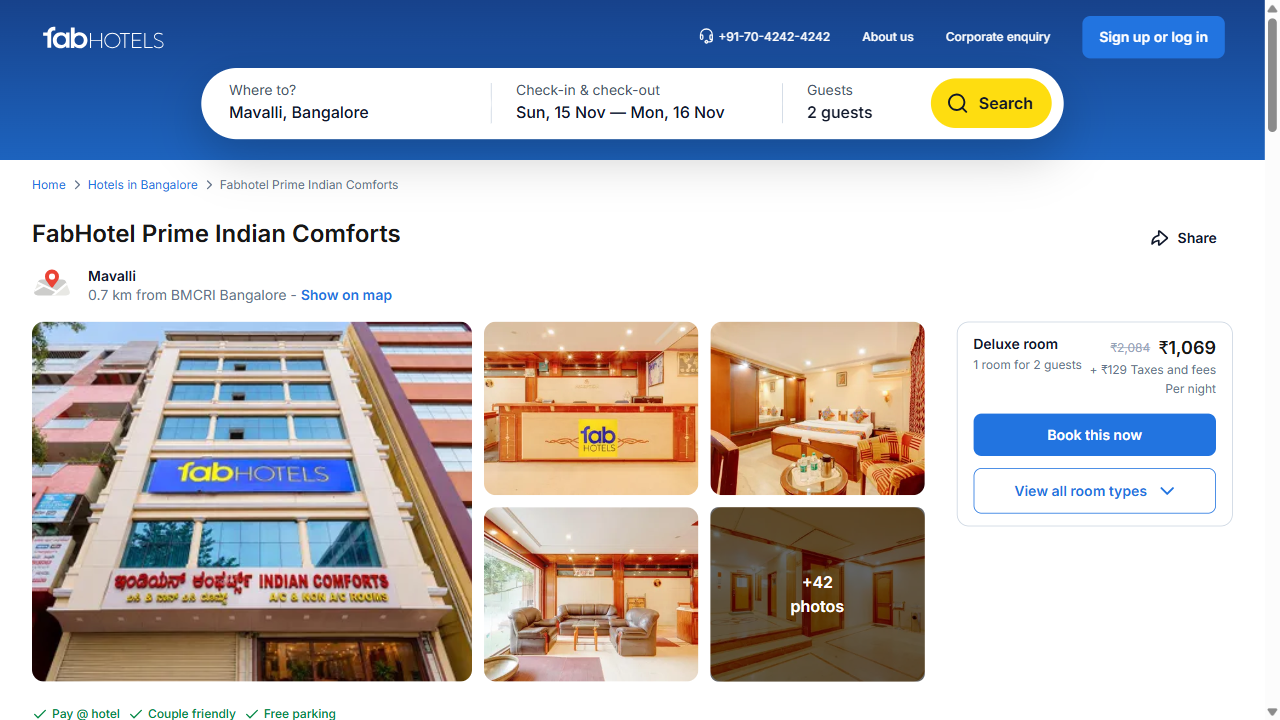 fabHOTELS
+91-70-4242-4242
About us
Corporate enquiry
Sign up or log in
Where to?
Mavalli, Bangalore
Check-in & check-out
Sun, 15 Nov — Mon, 16 Nov
Guests
2 guests
Search
Home > Hotels in Bangalore > Fabhotel Prime Indian Comforts
FabHotel Prime Indian Comforts
Share
Mavalli
0.7 km from BMCRI Bangalore - Show on map
fabHOTELS
ಇಂಡಿಯನ್ ಕಂಫರ್ಟ್ಸ್ INDIAN COMFORTS
A/C & NON A/C ROOMS
fab
HOTELS
+42
photos
Deluxe room
₹2,084 ₹1,069
1 room for 2 guests
+ ₹129 Taxes and fees
Per night
Book this now
View all room types
Pay @ hotel
Couple friendly
Free parking